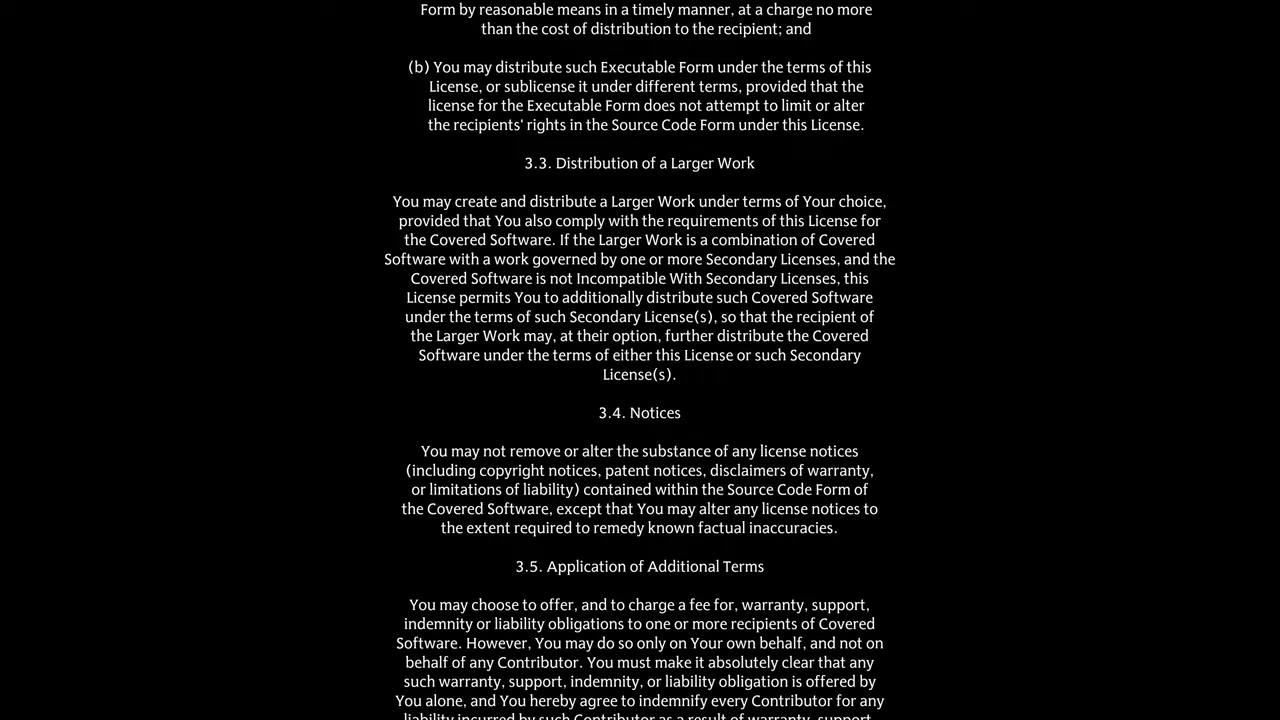 Form by reasonable means in a timely manner, at a charge no more
than the cost of distribution to the recipient; and
(b) You may distribute such Executable Form under the terms of this
License, or sublicense it under different terms, provided that the
license for the Executable Form does not attempt to limit or alter
the recipients' rights in the Source Code Form under this License.
3.3. Distribution of a Larger Work
You may create and distribute a Larger Work under terms of Your choice,
provided that You also comply with the requirements of this License for
the Covered Software. If the Larger Work is a combination of Covered
Software with a work governed by one or more Secondary Licenses, and the
Covered Software is not Incompatible With Secondary Licenses, this
License permits You to additionally distribute such Covered Software
under the terms of such Secondary License(s), so that the recipient of
the Larger Work may, at their option, further distribute the Covered
Software under the terms of either this License or such Secondary
License(s).
3.4. Notices
You may not remove or alter the substance of any license notices
(including copyright notices, patent notices, disclaimers of warranty,
or limitations of liability) contained within the Source Code Form of
the Covered Software, except that You may alter any license notices to
the extent required to remedy known factual inaccuracies.
3.5. Application of Additional Terms
You may choose to offer, and to charge a fee for, warranty, support,
indemnity or liability obligations to one or more recipients of Covered
Software. However, You may do so only on Your own behalf, and not on
behalf of any Contributor. You must make it absolutely clear that any
such warranty, support, indemnity, or liability obligation is offered by
You alone, and You hereby agree to indemnify every Contributor for any
liability incurred by such Contributor as a result of warranty, support,